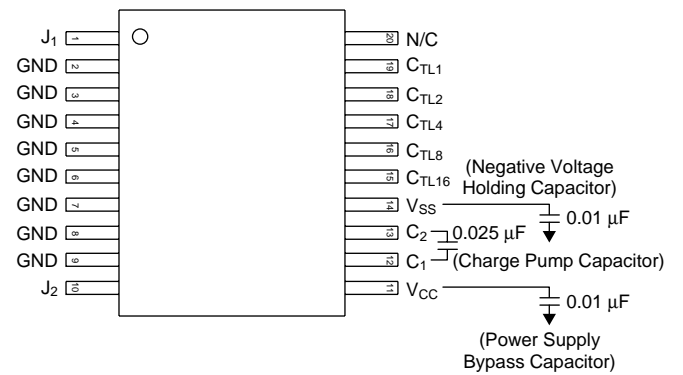 J1 1 20 N/C
GND 2 19 CTL1
GND 3 18 CTL2
GND 4 17 CTL4
GND 5 16 CTL8
GND 6 15 CTL16
(Negative Voltage
Holding Capacitor)
GND 7 14 VSS
0.01 µF
GND 8 13 C2 0.025 µF
GND 9 12 C1 (Charge Pump Capacitor)
J2 10 11 VCC
0.01 µF
(Power Supply
Bypass Capacitor)